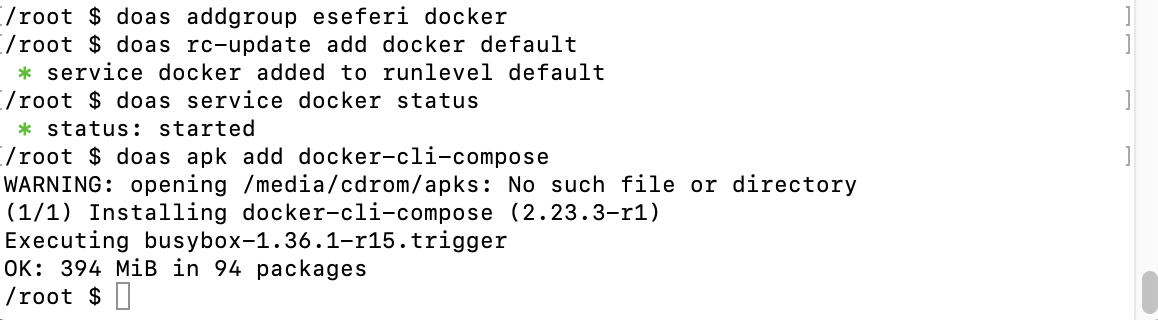 [/root $ doas addgroup eseferi docker ]
[/root $ doas rc-update add docker default ]
 * service docker added to runlevel default
[/root $ doas service docker status ]
 * status: started
[/root $ doas apk add docker-cli-compose ]
WARNING: opening /media/cdrom/apks: No such file or directory
(1/1) Installing docker-cli-compose (2.23.3-r1)
Executing busybox-1.36.1-r15.trigger
OK: 394 MiB in 94 packages
/root $